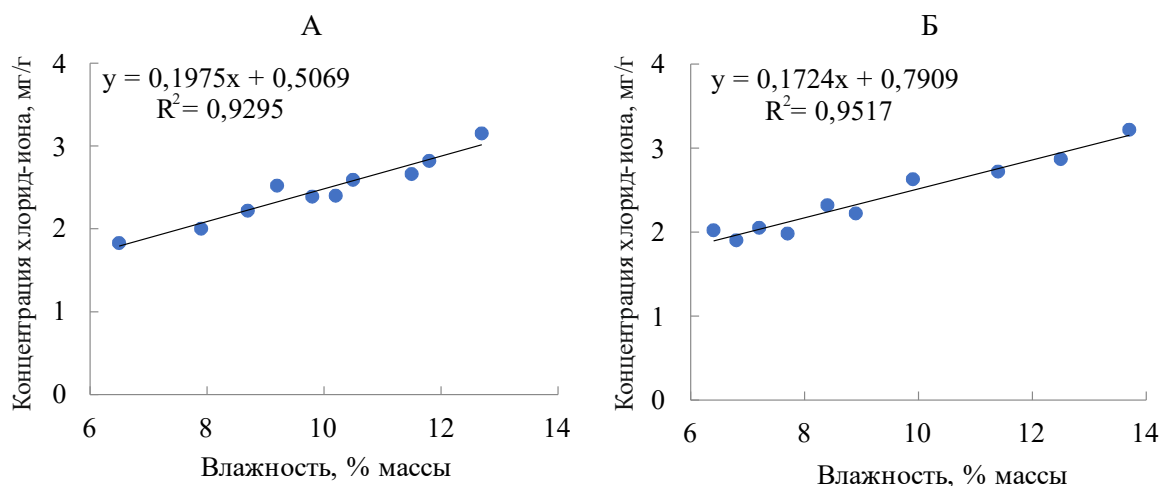 А
y = 0,1975x + 0,5069
R² = 0,9295
Концентрация хлорид-иона, мг/г
4
3
2
1
0
6
8
10
12
14
Влажность, % массы
Б
y = 0,1724x + 0,7909
R² = 0,9517
Концентрация хлорид-иона, мг/г
4
3
2
1
0
6
8
10
12
14
Влажность, % массы